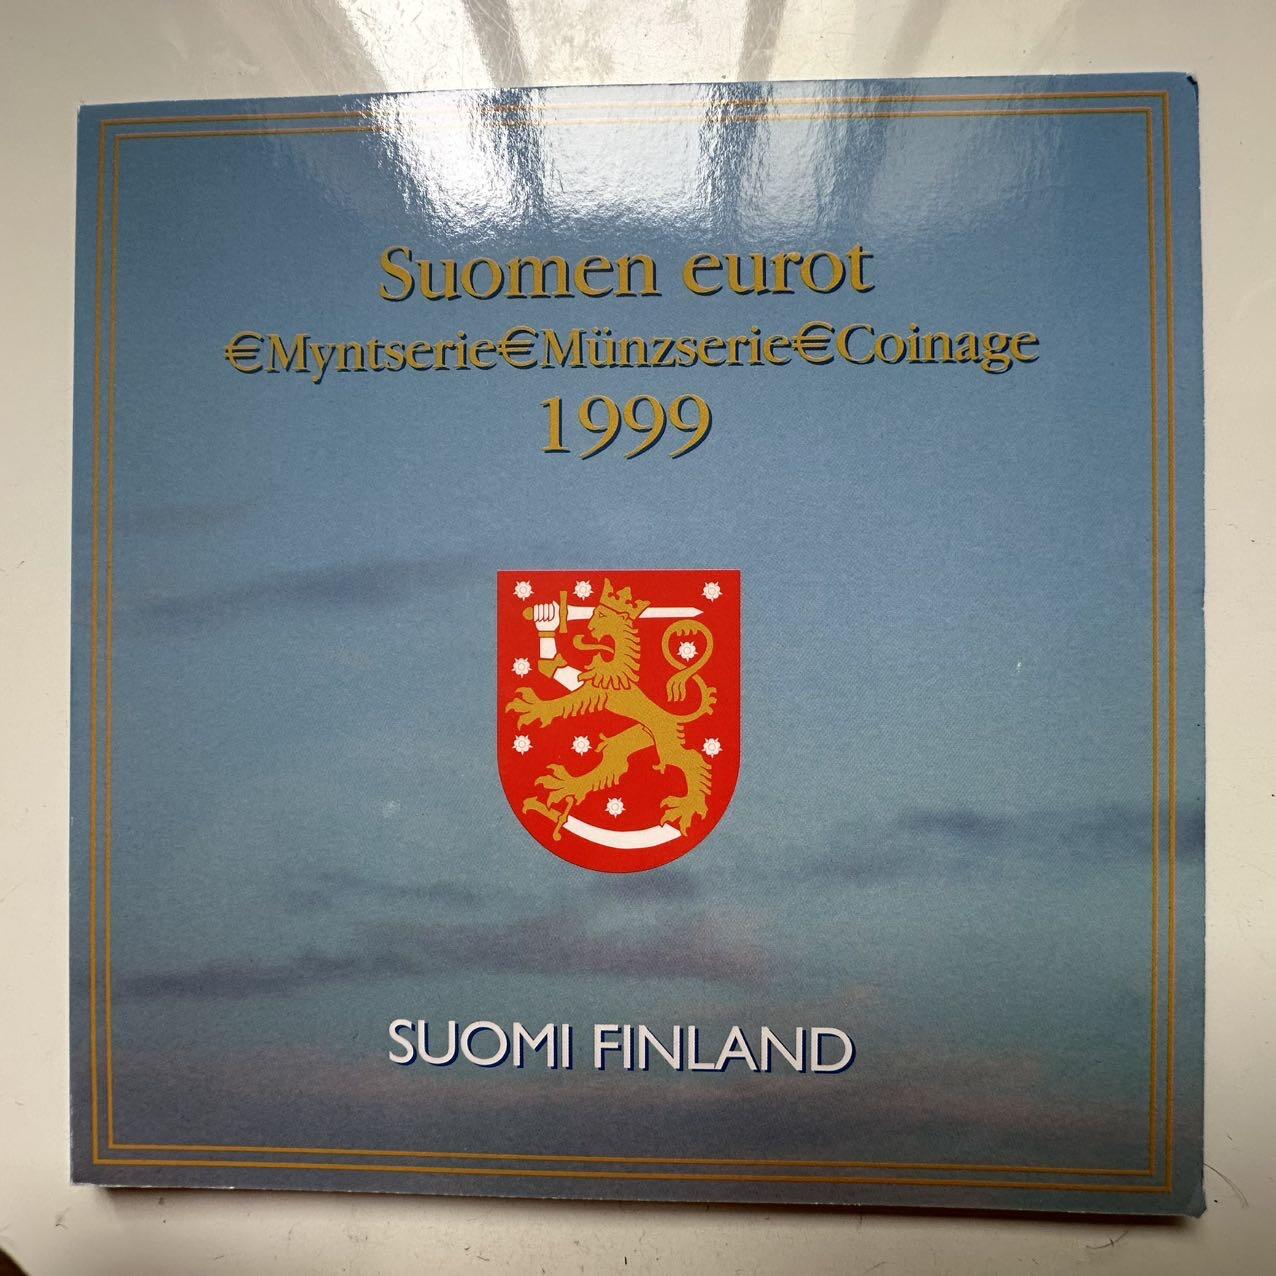 Suomen eurot
€Myntserie€Münzserie€Coinage
1999
SUOMI FINLAND